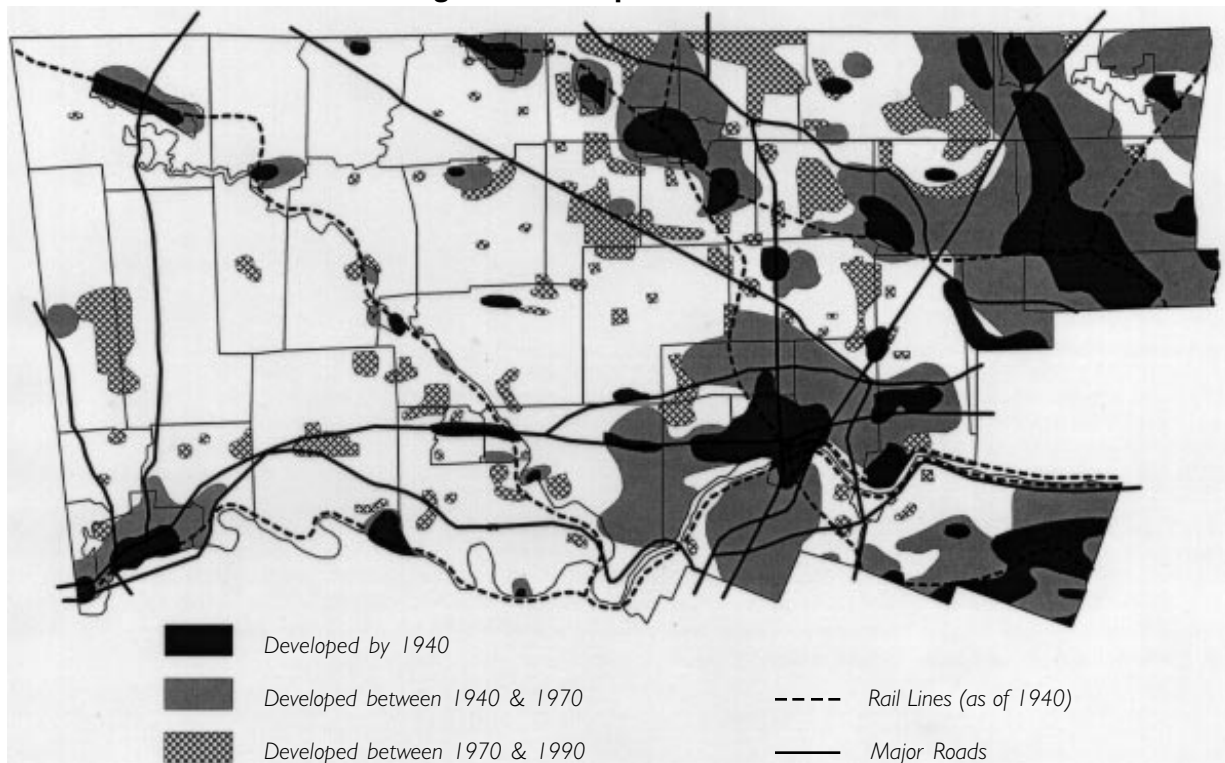 Developed by 1940
Developed between 1940 & 1970
Developed between 1970 & 1990
Rail Lines (as of 1940)
Major Roads